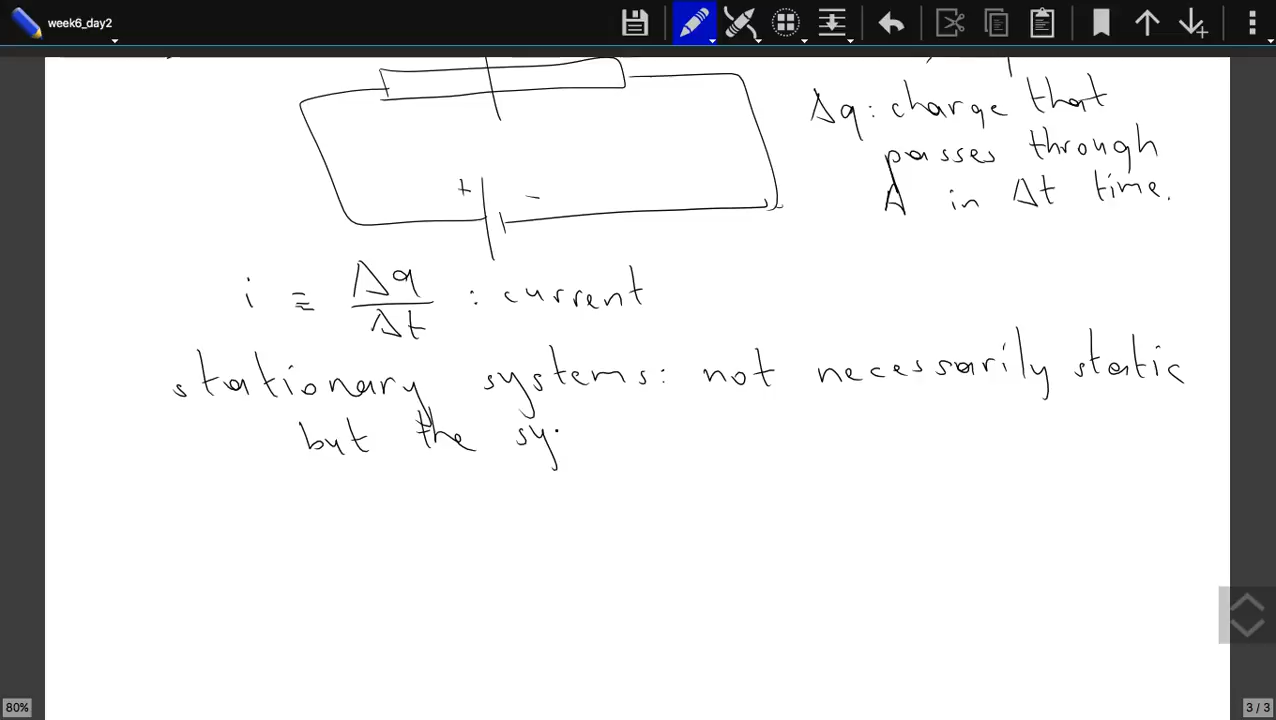 week6_day2
Δq: charge that
passes through
A in Δt time.
+ −
i ≡ Δq/Δt : current
stationary systems: not necessarily static
but the sy
80%
3 / 3